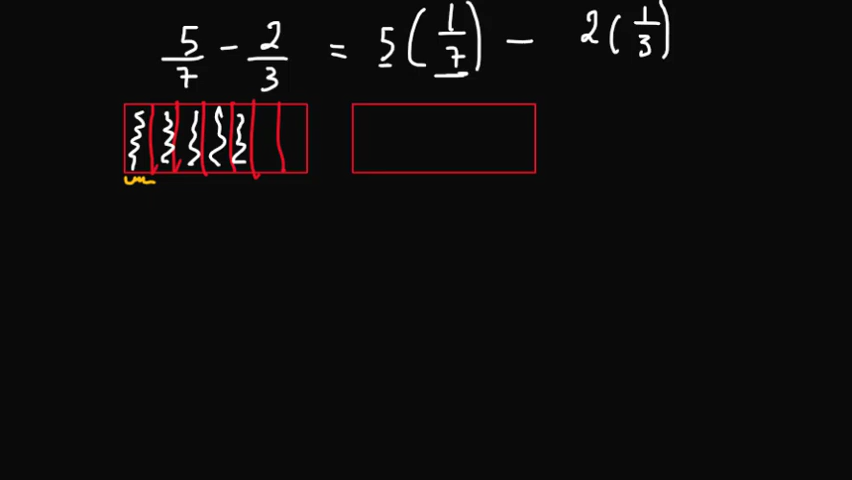 5/7 - 2/3 = 5(1/7) - 2(1/3)